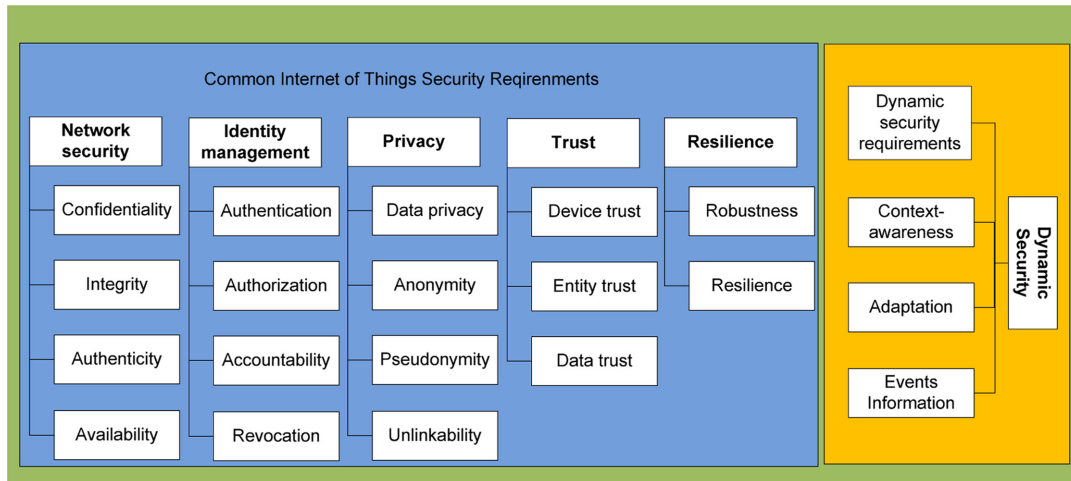 Common Internet of Things Security Reqirenments
Network
security
Confidentiality
Integrity
Authenticity
Availability
Identity
management
Authentication
Authorization
Accountability
Revocation
Privacy
Data privacy
Anonymity
Pseudonymity
Unlinkability
Trust
Device trust
Entity trust
Data trust
Resilience
Robustness
Resilience
Dynamic
security
requirements
Context-
awareness
Adaptation
Events
Information
Dynamic
Security